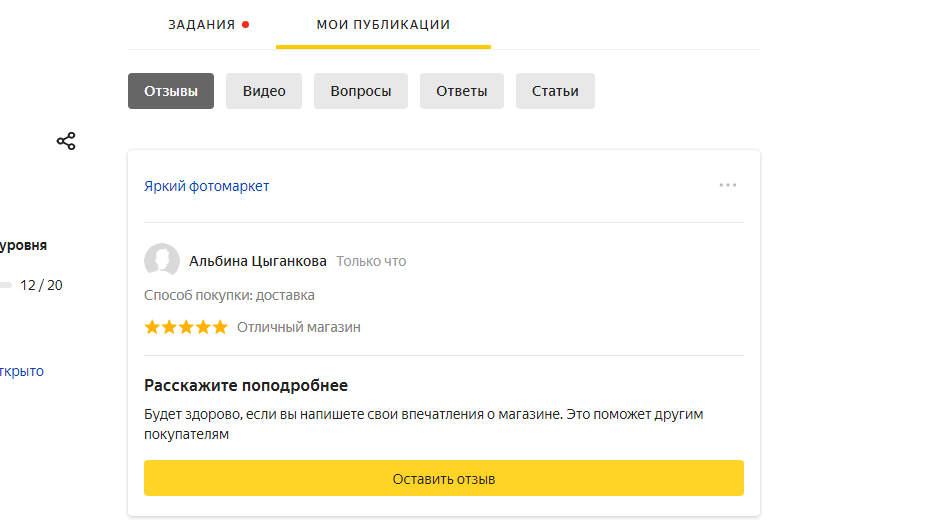 ЗАДАНИЯ
МОИ ПУБЛИКАЦИИ
Отзывы
Видео
Вопросы
Ответы
Статьи
Яркий фотомаркет
уровня
Альбина Цыганкова Только что
12 / 20
Способ покупки: доставка
Отличный магазин
ткрыто
Расскажите поподробнее
Будет здорово, если вы напишете свои впечатления о магазине. Это поможет другим
покупателям
Оставить отзыв